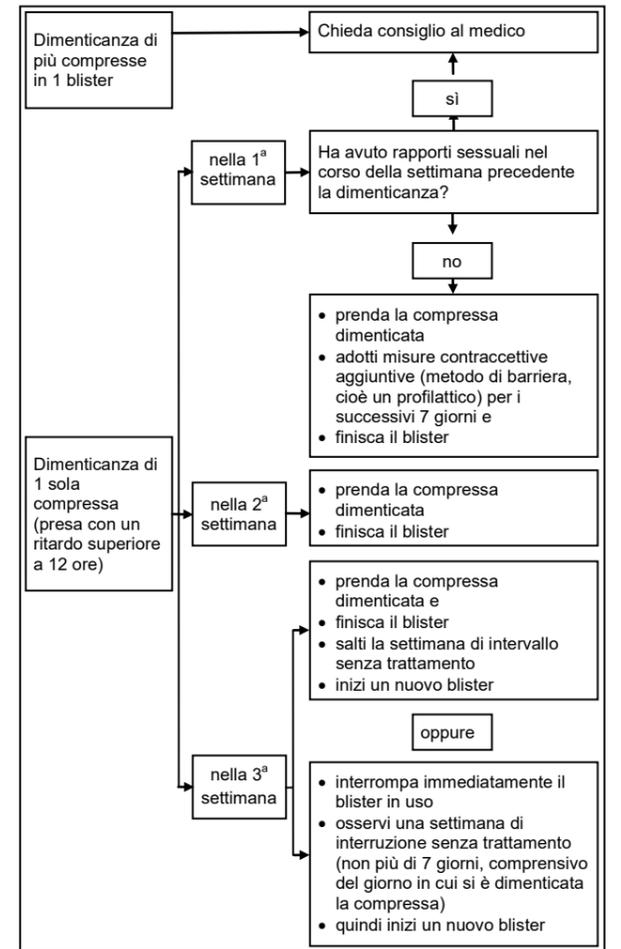 Dimenticanza di
più compresse
in 1 blister
Chieda consiglio al medico
sì
nella 1ª
settimana
Ha avuto rapporti sessuali nel
corso della settimana precedente
la dimenticanza?
no
• prenda la compressa
dimenticata
• adotti misure contraccettive
aggiuntive (metodo di barriera,
cioè un profilattico) per i
successivi 7 giorni e
• finisca il blister
Dimenticanza di
1 sola
compressa
(presa con un
ritardo superiore
a 12 ore)
nella 2ª
settimana
• prenda la compressa
dimenticata
• finisca il blister
• prenda la compressa
dimenticata e
• finisca il blister
• salti la settimana di intervallo
senza trattamento
• inizi un nuovo blister
oppure
nella 3ª
settimana
• interrompa immediatamente il
blister in uso
• osservi una settimana di
interruzione senza trattamento
(non più di 7 giorni, comprensivo
del giorno in cui si è dimenticata
la compressa)
• quindi inizi un nuovo blister